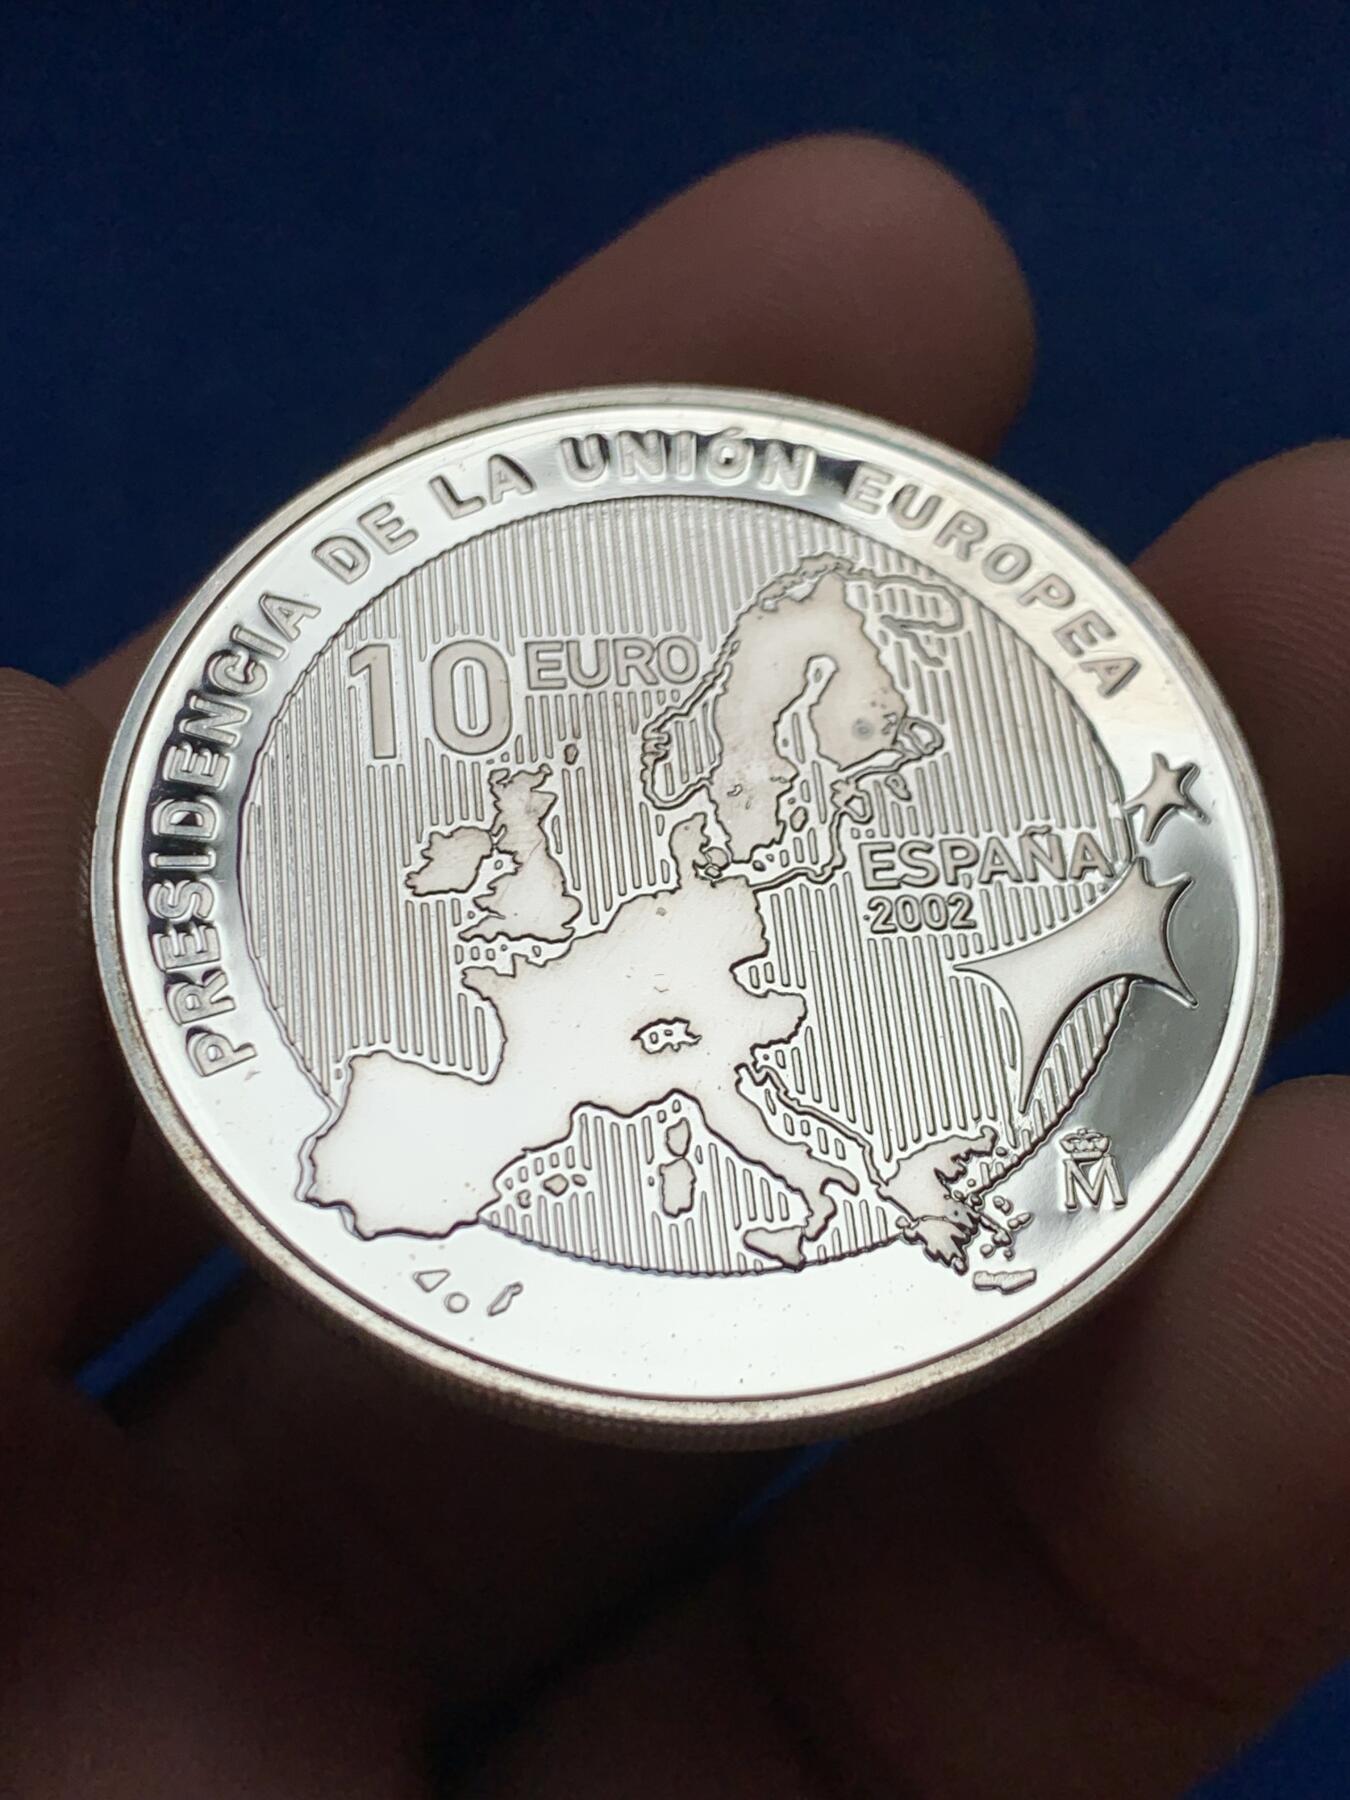 PRESIDENCIA DE LA UNIÓN EUROPEA
10 EURO
ESPAÑA
2002
M